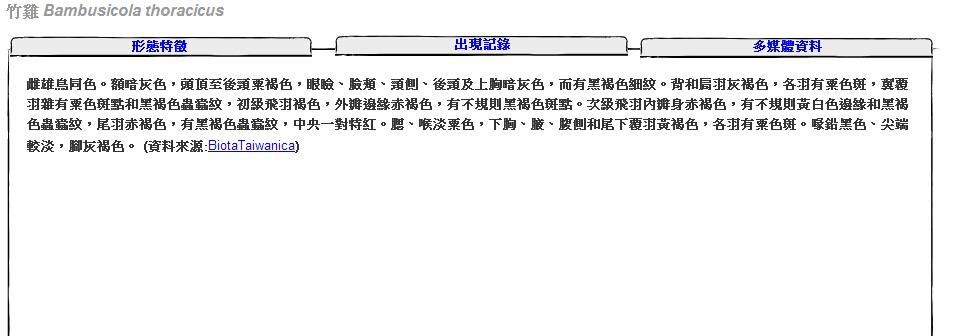 竹雞 Bambusicola thoracicus
形態特徵 出現記錄 多媒體資料
雌雄鳥同色。額暗灰色，頭頂至後頸栗褐色，眼瞼、臉頰、頸側、後頸及上胸暗灰色，而有黑褐色細紋。背和肩羽灰褐色，各羽有栗色斑，翼覆
羽雜有栗色斑點和黑褐色蟲蠹紋，初級飛羽褐色，外瓣邊緣赤褐色，有不規則黑褐色斑點。次級飛羽內瓣身赤褐色，有不規則黃白色邊緣和黑褐
色蟲蠹紋，尾羽赤褐色，有黑褐色蟲蠹紋，中央一對特紅。腮、喉淡栗色，下胸、腋、腹側和尾下覆羽黃褐色，各羽有栗色斑。喙鉛黑色、尖端
較淡，腳灰褐色。 (資料來源:BiotaTaiwanica)